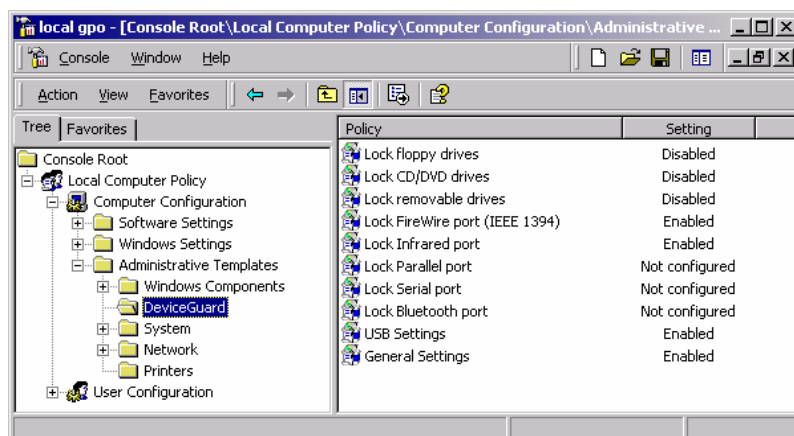 local gpo - [Console Root\Local Computer Policy\Computer Configuration\Administrative ...
Console Window Help
Action View Favorites
Tree Favorites
Policy Setting
Console Root
Local Computer Policy
Computer Configuration
Software Settings
Windows Settings
Administrative Templates
Windows Components
DeviceGuard
System
Network
Printers
User Configuration
Lock floppy drives Disabled
Lock CD/DVD drives Disabled
Lock removable drives Disabled
Lock FireWire port (IEEE 1394) Enabled
Lock Infrared port Enabled
Lock Parallel port Not configured
Lock Serial port Not configured
Lock Bluetooth port Not configured
USB Settings Enabled
General Settings Enabled